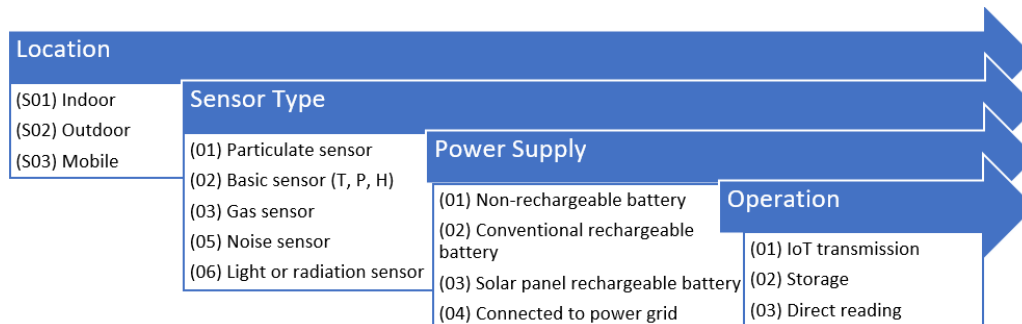 Location
(S01) Indoor
(S02) Outdoor
(S03) Mobile
Sensor Type
(01) Particulate sensor
(02) Basic sensor (T, P, H)
(03) Gas sensor
(05) Noise sensor
(06) Light or radiation sensor
Power Supply
(01) Non-rechargeable battery
(02) Conventional rechargeable
battery
(03) Solar panel rechargeable battery
(04) Connected to power grid
Operation
(01) IoT transmission
(02) Storage
(03) Direct reading